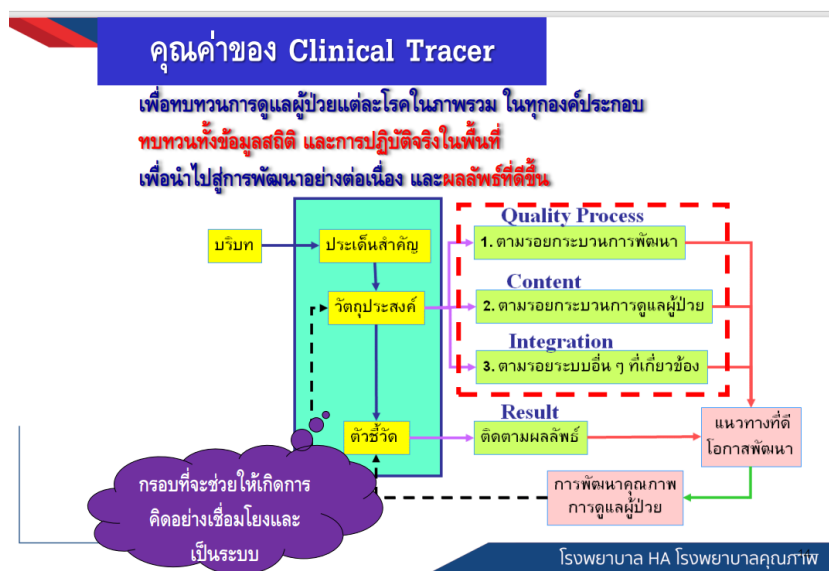 คุณค่าของ Clinical Tracer
เพื่อทบทวนการดูแลผู้ป่วยแต่ละโรคในภาพรวม ในทุกองค์ประกอบ
ทบทวนทั้งข้อมูลสถิติ และการปฏิบัติจริงในพื้นที่
เพื่อนำไปสู่การพัฒนาอย่างต่อเนื่อง และผลลัพธ์ที่ดีขึ้น
Quality Process
บริบท
ประเด็นสำคัญ
1. ตามรอยกระบวนการพัฒนา
Content
วัตถุประสงค์
2. ตามรอยกระบวนการดูแลผู้ป่วย
Integration
3. ตามรอยระบบอื่น ๆ ที่เกี่ยวข้อง
Result
ตัวชี้วัด
ติดตามผลลัพธ์
แนวทางที่ดี
โอกาสพัฒนา
กรอบที่จะช่วยให้เกิดการ
คิดอย่างเชื่อมโยงและ
เป็นระบบ
การพัฒนาคุณภาพ
การดูแลผู้ป่วย
โรงพยาบาล HA โรงพยาบาลคุณภาพ